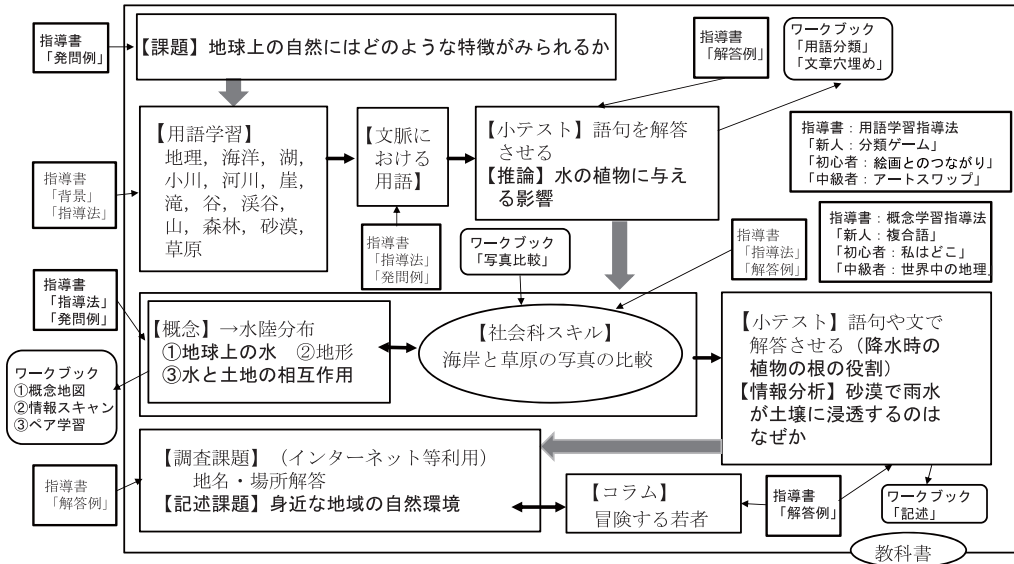 指導書
「発問例」
【課題】地球上の自然にはどのような特徴がみられるか
指導書
「解答例」
ワークブック
「用語分類」
「文章穴埋め」
【用語学習】
地理，海洋，湖，
小川，河川，崖，
滝，谷，渓谷，
山，森林，砂漠，
草原
【文脈に
おける
用語】
【小テスト】語句を解答
させる
【推論】水の植物に与え
る影響
指導書：用語学習指導法
「新人：分類ゲーム」
「初心者：絵画とのつながり」
「中級者：アートスワップ」
指導書
「背景」
「指導法」
指導書
「指導法」
「発問例」
ワークブック
「写真比較」
指導書
「指導法」
「解答例」
指導書：概念学習指導法
「新人：複合語」
「初心者：私はどこ」
「中級者：世界中の地理」
指導書
「指導法」
「発問例」
【概念】→水陸分布
①地球上の水　②地形
③水と土地の相互作用
【社会科スキル】
海岸と草原の写真の比較
【小テスト】語句や文で
解答させる（降水時の
植物の根の役割）
【情報分析】砂漠で雨水
が土壌に浸透するのは
なぜか
ワークブック
①概念地図
②情報スキャン
③ペア学習
指導書
「解答例」
【調査課題】（インターネット等利用）
地名・場所解答
【記述課題】身近な地域の自然環境
【コラム】
冒険する若者
指導書
「解答例」
ワークブック
「記述」
教科書